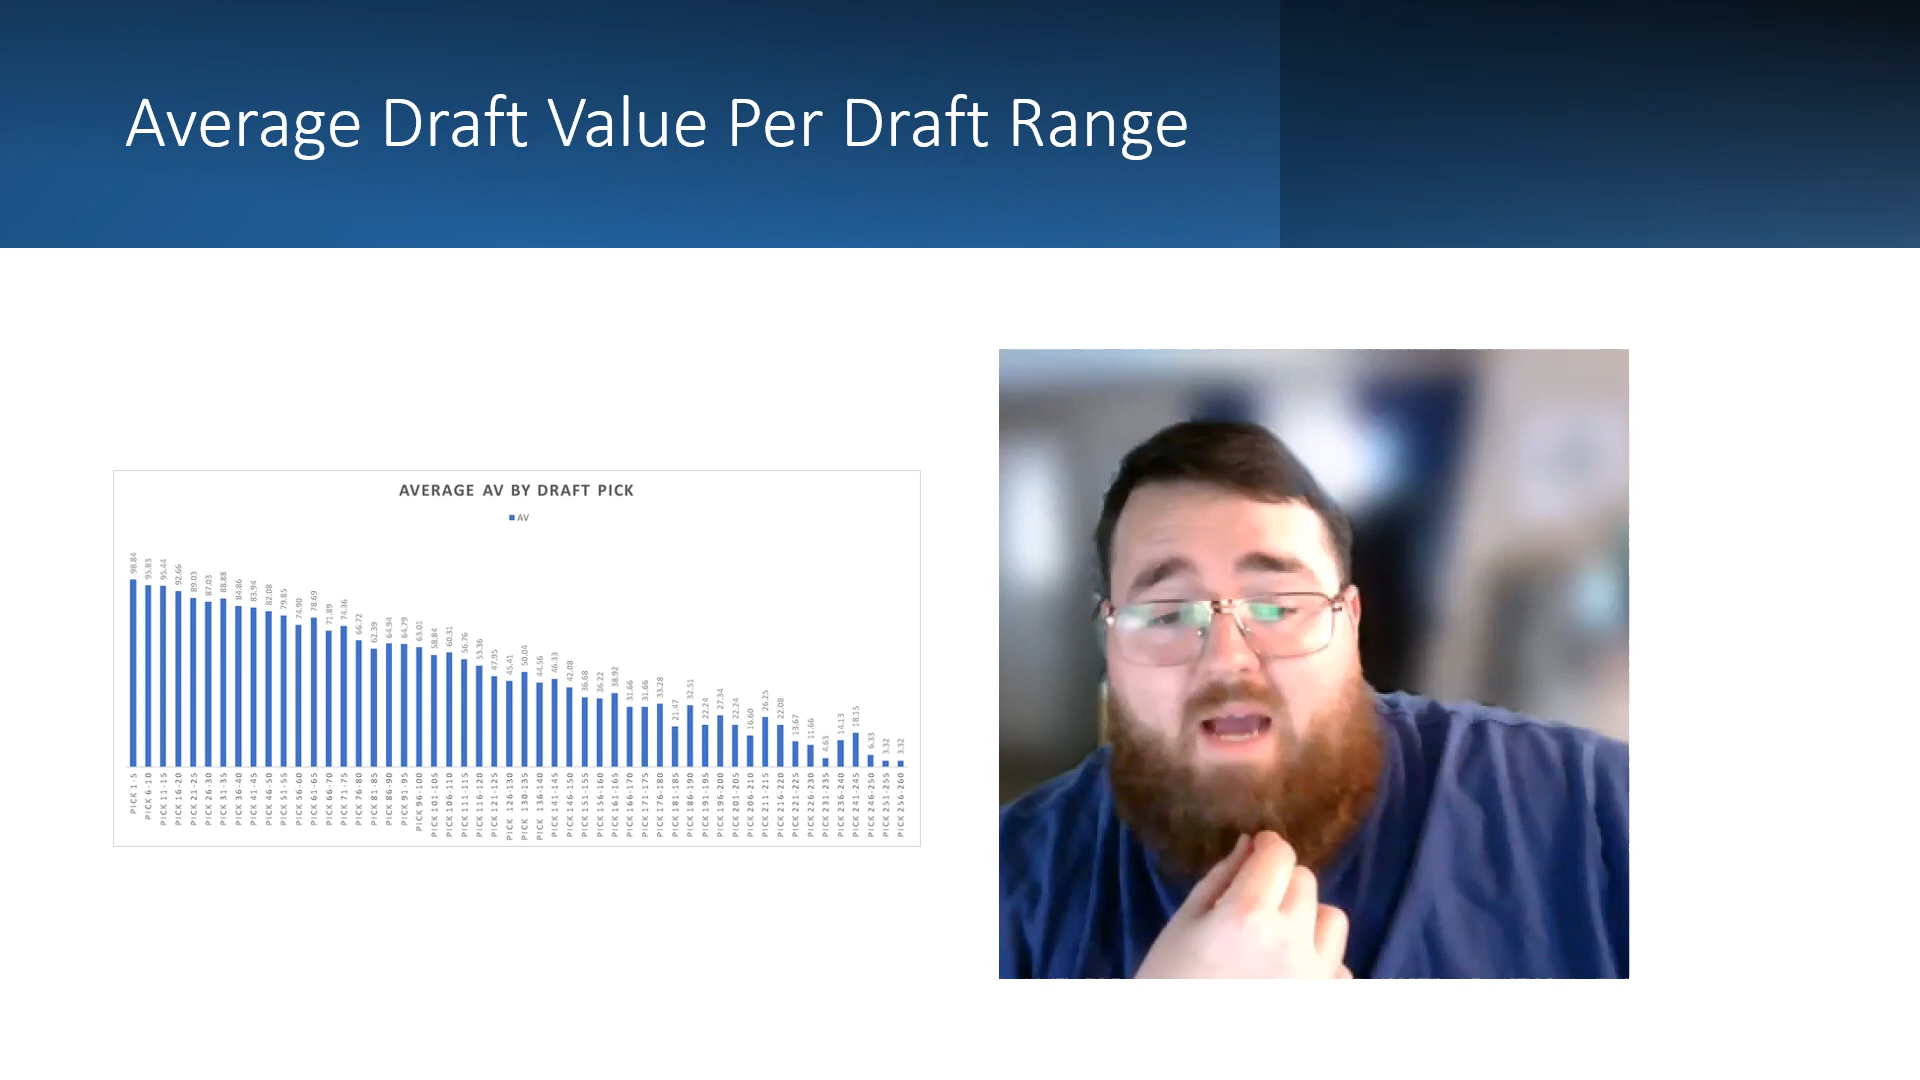 Average Draft Value Per Draft Range
AVERAGE AV BY DRAFT PICK
AV
98.84
95.83
95.44
92.66
89.03
87.03
88.88
84.86
83.94
82.08
79.85
74.90
78.69
71.89
74.36
66.72
62.39
64.94
64.79
63.01
58.84
60.31
56.76
53.36
47.95
45.41
50.04
44.56
46.33
42.08
36.68
36.22
38.92
31.66
31.66
33.28
21.47
32.51
22.24
27.34
22.24
16.60
26.25
22.08
13.67
11.66
4.63
14.13
18.15
6.33
3.32
3.32
PICK 1-5
PICK 6-10
PICK 11-15
PICK 16-20
PICK 21-25
PICK 26-30
PICK 31-35
PICK 36-40
PICK 41-45
PICK 46-50
PICK 51-55
PICK 56-60
PICK 61-65
PICK 66-70
PICK 71-75
PICK 76-80
PICK 81-85
PICK 86-90
PICK 91-95
PICK 96-100
PICK 101-105
PICK 106-110
PICK 111-115
PICK 116-120
PICK 121-125
PICK 126-130
PICK 130-135
PICK 136-140
PICK 141-145
PICK 146-150
PICK 151-155
PICK 156-160
PICK 161-165
PICK 166-170
PICK 171-175
PICK 176-180
PICK 181-185
PICK 186-190
PICK 191-195
PICK 196-200
PICK 201-205
PICK 206-210
PICK 211-215
PICK 216-220
PICK 221-225
PICK 226-230
PICK 231-235
PICK 236-240
PICK 241-245
PICK 246-250
PICK 251-255
PICK 256-260